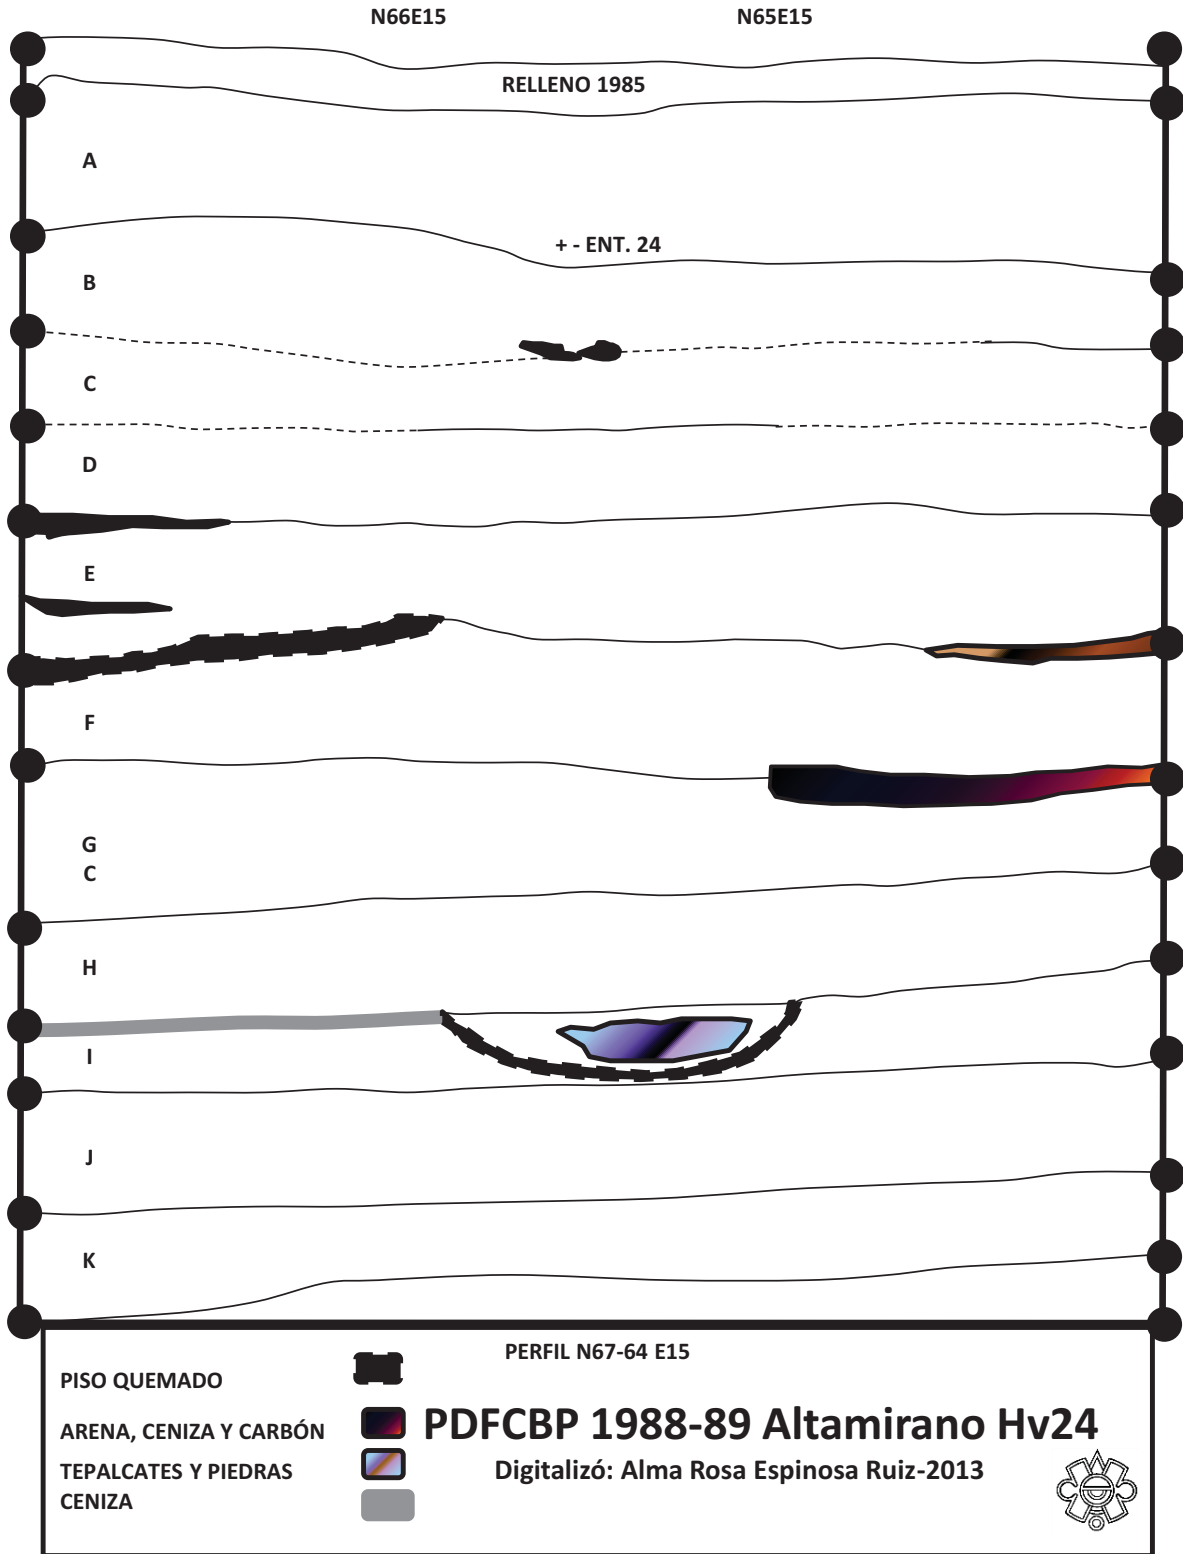 N66E15 N65E15
RELLENO 1985
A
+ - ENT. 24
B
C
D
E
F
G
C
H
I
J
K
PERFIL N67-64 E15
PISO QUEMADO
ARENA, CENIZA Y CARBÓN
TEPALCATES Y PIEDRAS
CENIZA
PDFCBP 1988-89 Altamirano Hv24
Digitalizó: Alma Rosa Espinosa Ruiz-2013